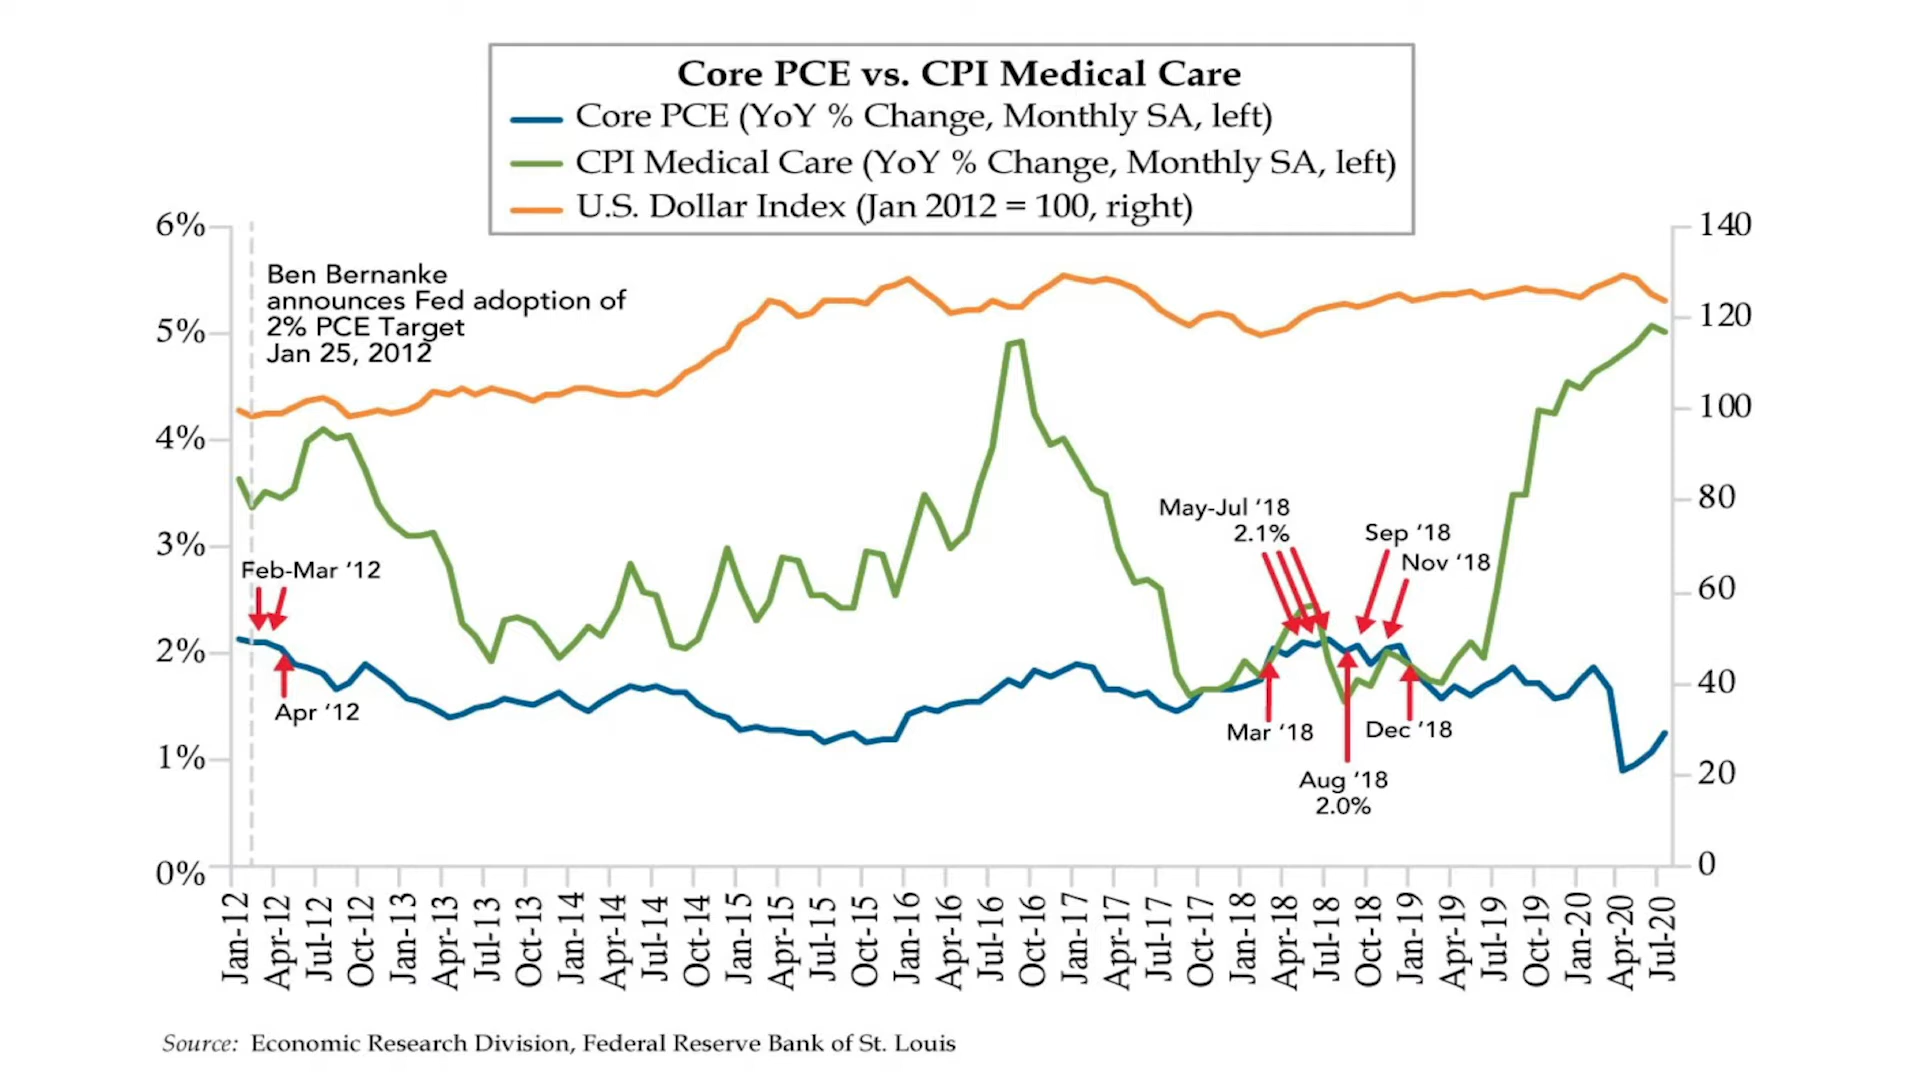 Core PCE vs. CPI Medical Care
Core PCE (YoY % Change, Monthly SA, left)
CPI Medical Care (YoY % Change, Monthly SA, left)
U.S. Dollar Index (Jan 2012 = 100, right)
6%
5%
4%
3%
2%
1%
0%
140
120
100
80
60
40
20
0
Ben Bernanke
announces Fed adoption of
2% PCE Target
Jan 25, 2012
Feb-Mar ‘12
Apr ‘12
May-Jul ‘18
2.1%
Sep ‘18
Nov ‘18
Mar ‘18
Dec ‘18
Aug ‘18
2.0%
Jan-12
Apr-12
Jul-12
Oct-12
Jan-13
Apr-13
Jul-13
Oct-13
Jan-14
Apr-14
Jul-14
Oct-14
Jan-15
Apr-15
Jul-15
Oct-15
Jan-16
Apr-16
Jul-16
Oct-16
Jan-17
Apr-17
Jul-17
Oct-17
Jan-18
Apr-18
Jul-18
Oct-18
Jan-19
Apr-19
Jul-19
Oct-19
Jan-20
Apr-20
Jul-20
Source: Economic Research Division, Federal Reserve Bank of St. Louis